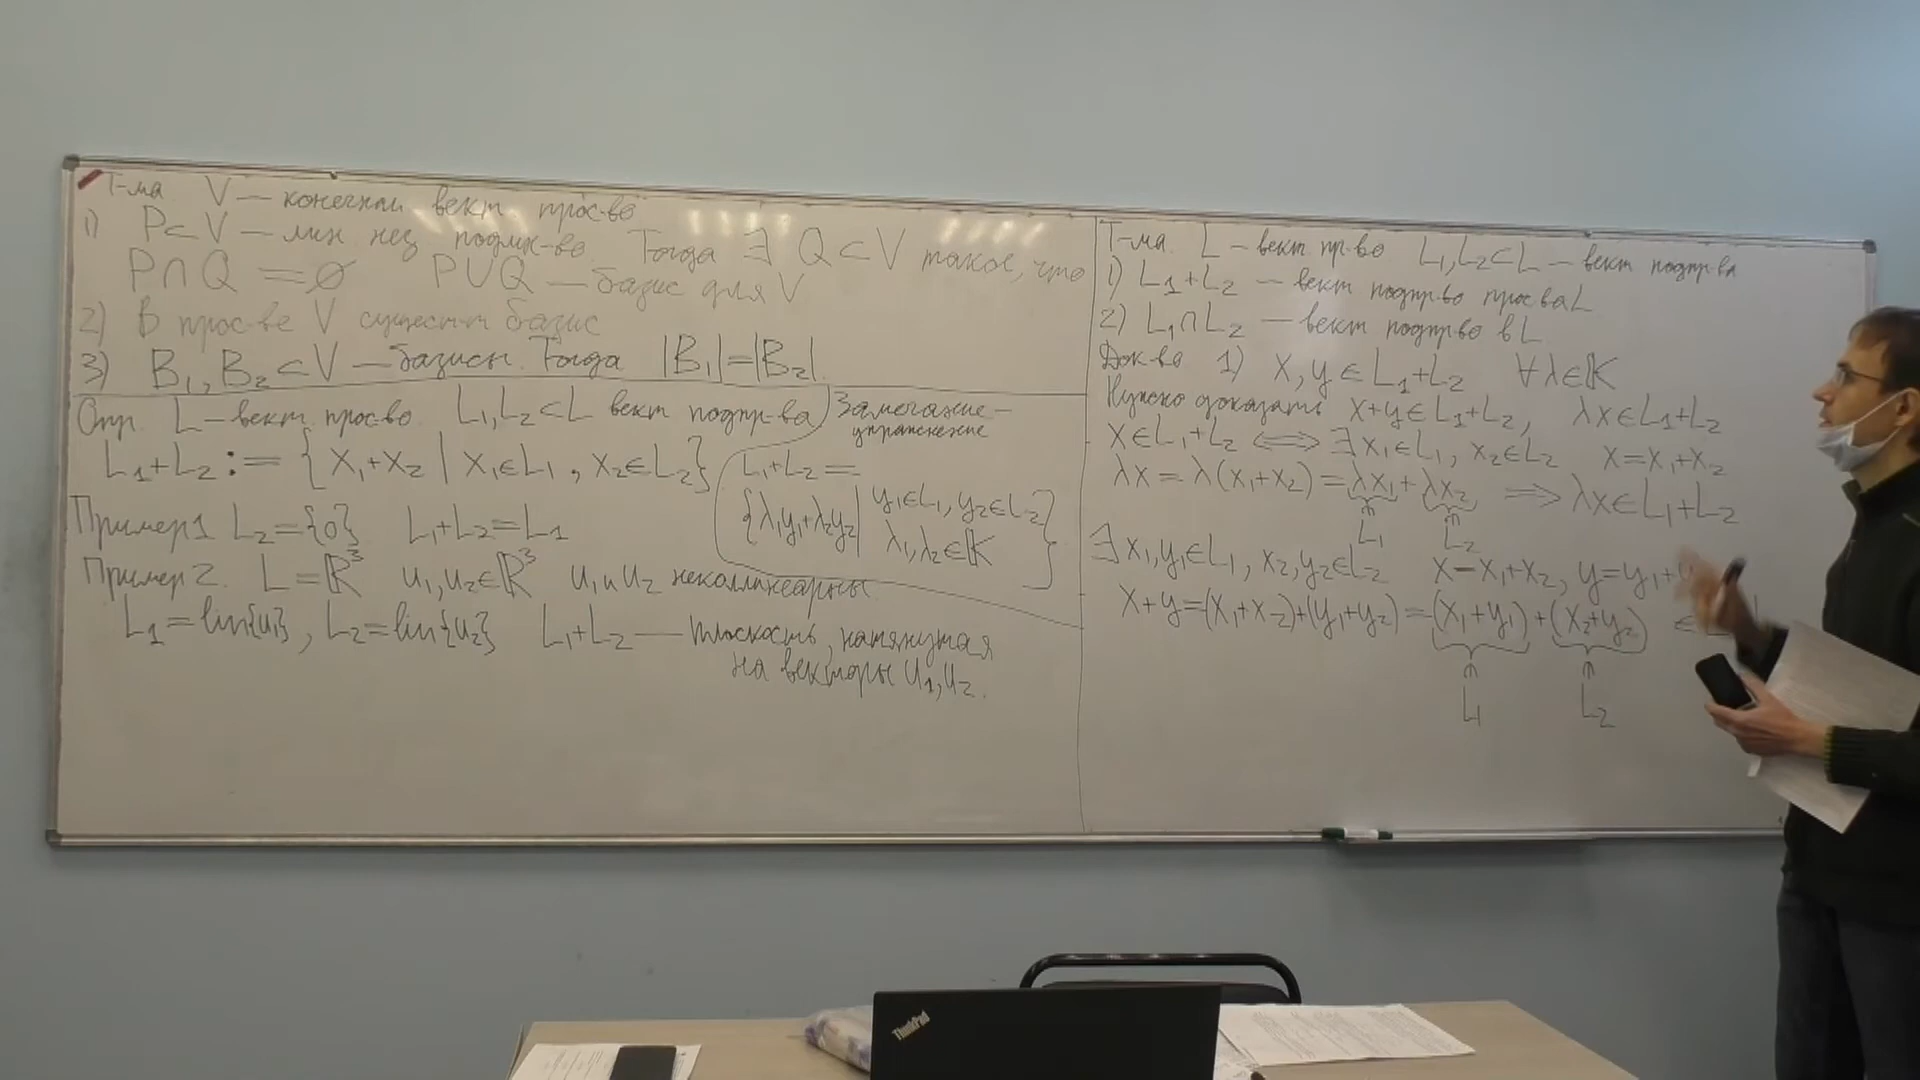 Т-ма V — конечном. вект. прос-во
1) P⊂V — лин. нез. подмн-во. Тогда ∃ Q⊂V такое, что
P∩Q = ∅ P∪Q — базис для V
2) В прос-ве V существ-т базис
3) B₁, B₂⊂V — базисы. Тогда |B₁|=|B₂|.
Опр. L — вект. прос-во L₁,L₂⊂L вект. подпр-ва
L₁+L₂ := {x₁+x₂ | x₁∈L₁, x₂∈L₂}
Пример 1 L₂={0} L₁+L₂=L₁
Пример 2. L=ℝ³ u₁,u₂∈ℝ³ u₁ и u₂ неколлинеарны.
L₁=lin{u₁}, L₂=lin{u₂} L₁+L₂ — плоскость, натянутая
на векторы u₁,u₂.
Замечание —
упражнение
L₁+L₂ =
{λ₁y₁+λ₂y₂ | y₁∈L₁, y₂∈L₂
λ₁,λ₂∈𝕂}
Т-ма. L — вект. пр-во L₁,L₂⊂L — вект. подпр-ва
1) L₁+L₂ — вект. подпр-во прос-ва L
2) L₁∩L₂ — вект. подпр-во в L
Док-во 1) x,y∈L₁+L₂ ∀λ∈𝕂
Нужно доказать x+y∈L₁+L₂, λx∈L₁+L₂
x∈L₁+L₂ ⟺ ∃x₁∈L₁, x₂∈L₂ x=x₁+x₂
λx = λ(x₁+x₂) = λx₁+λx₂ ⟹ λx∈L₁+L₂
L₁ L₂
∃x₁,y₁∈L₁, x₂,y₂∈L₂ x=x₁+x₂, y=y₁+
x+y=(x₁+x₂)+(y₁+y₂)=(x₁+y₁)+(x₂+y₂) ∈
L₁ L₂
ThinkPad